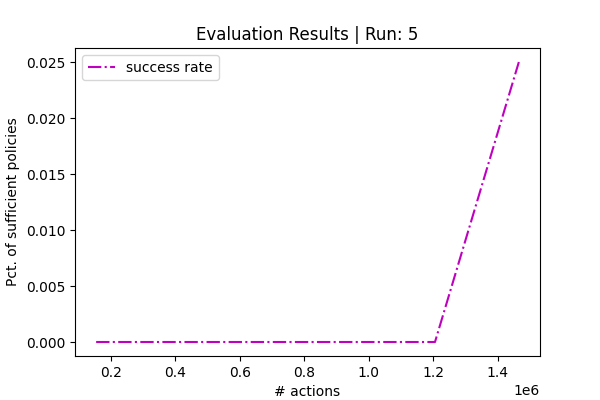 Evaluation Results | Run: 5
success rate
Pct. of sufficient policies
0.025
0.020
0.015
0.010
0.005
0.000
0.2 0.4 0.6 0.8 1.0 1.2 1.4
1e6
# actions